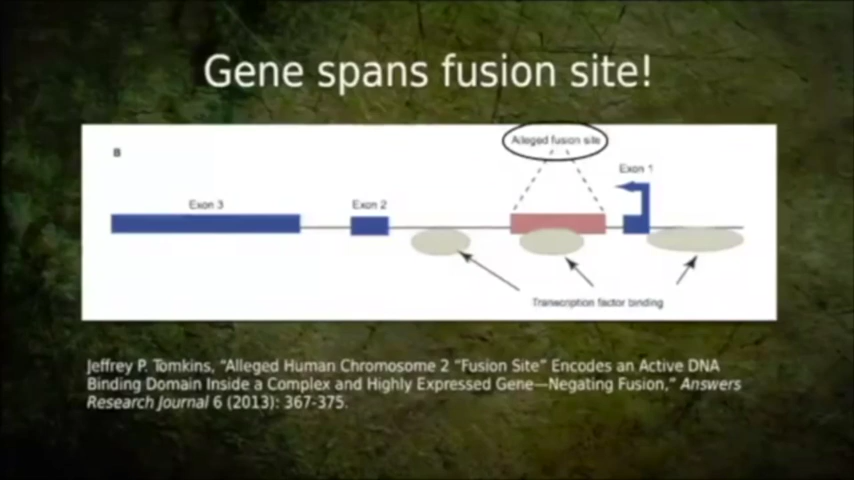 Gene spans fusion site!
B
Alleged fusion site
Exon 1
Exon 3
Exon 2
Transcription factor binding
Jeffrey P. Tomkins, “Alleged Human Chromosome 2 “Fusion Site” Encodes an Active DNA
Binding Domain Inside a Complex and Highly Expressed Gene—Negating Fusion,” Answers
Research Journal 6 (2013): 367-375.